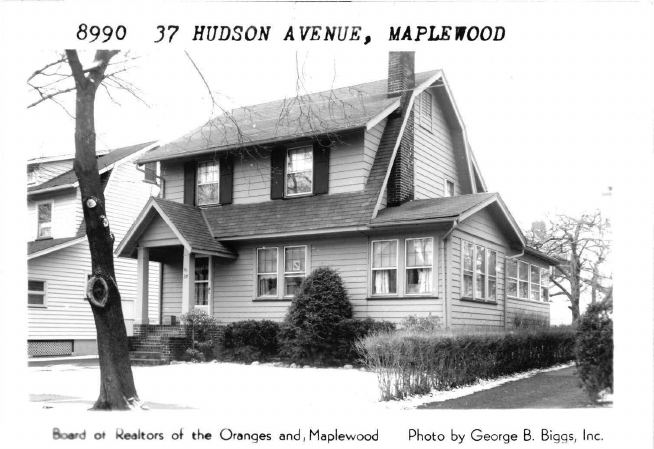 8990 37 HUDSON AVENUE, MAPLEWOOD
Board of Realtors of the Oranges and, Maplewood Photo by George B. Biggs, Inc.